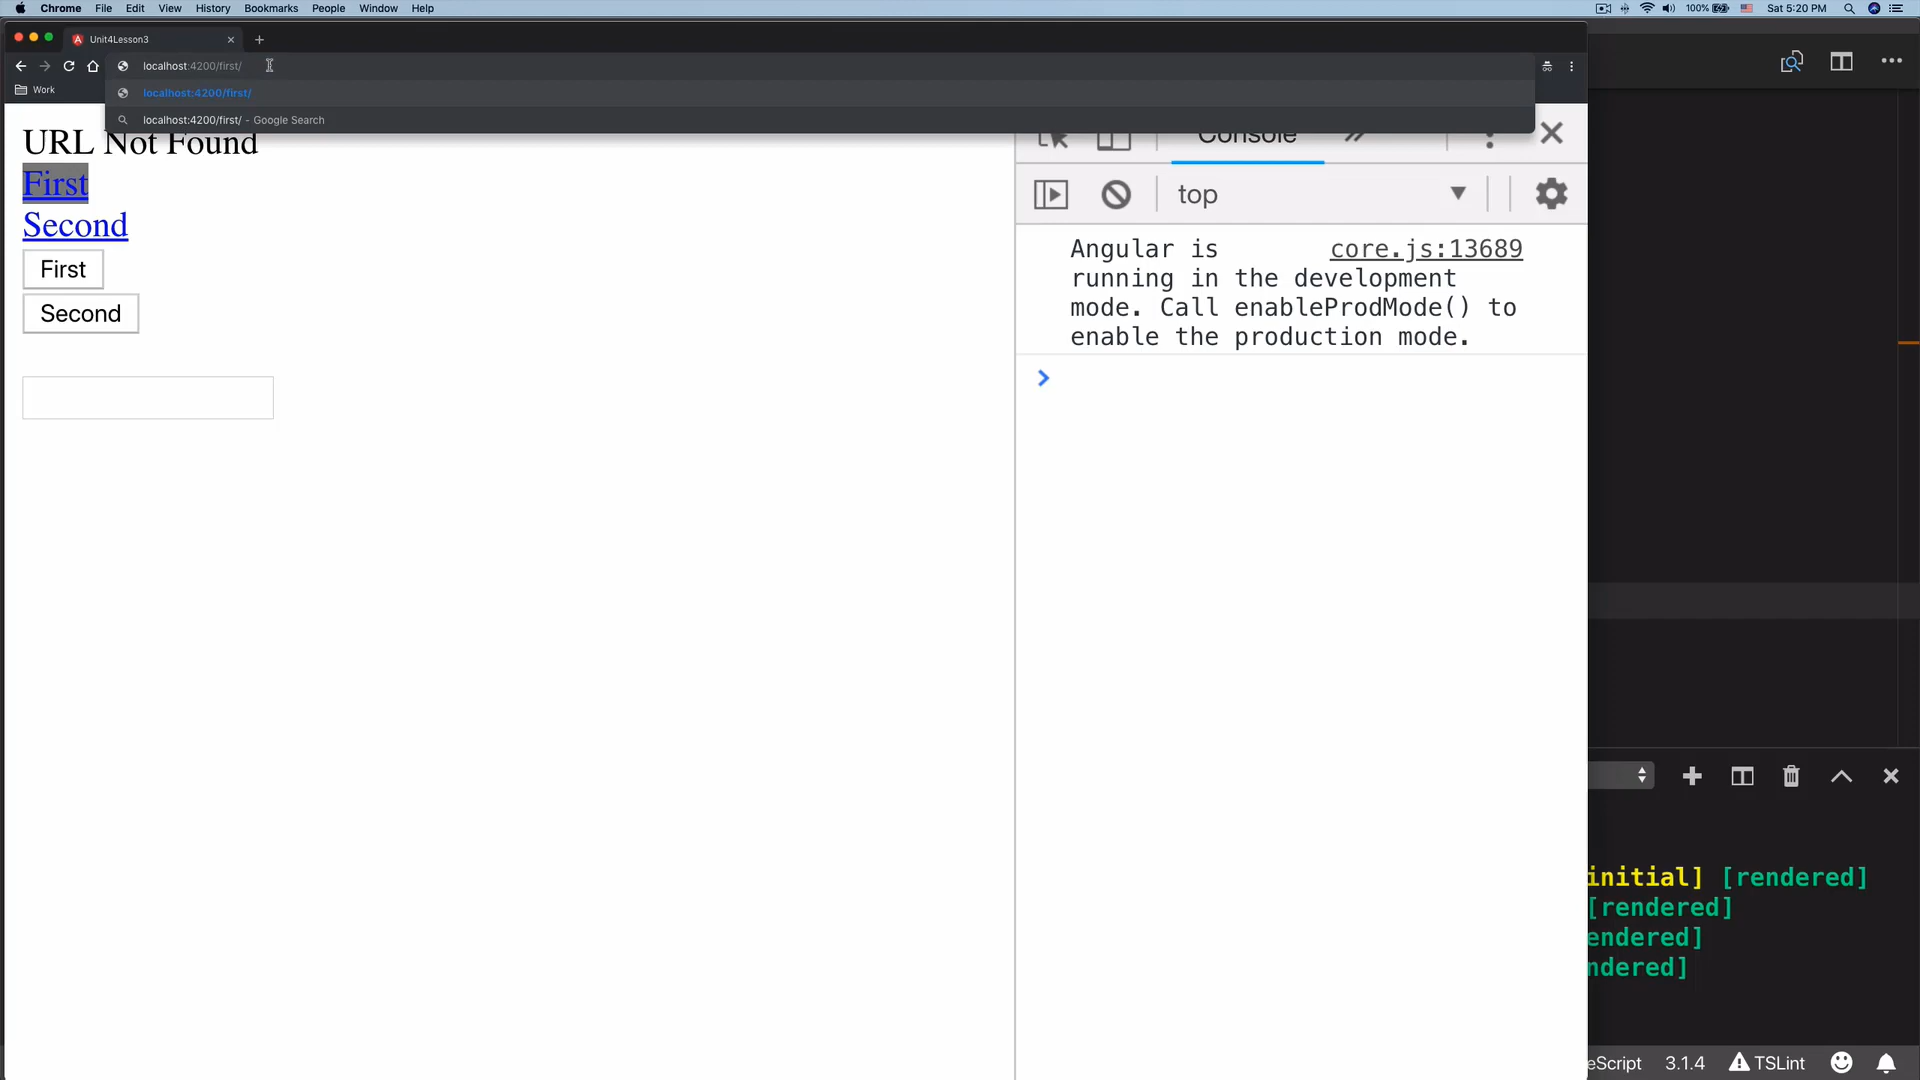 Chrome File Edit View History Bookmarks People Window Help
100% Sat 5:20 PM
Unit4Lesson3
localhost:4200/first/
Work
localhost:4200/first/
localhost:4200/first/ - Google Search
URL Not Found
First
Second
First
Second
Console
top
Angular is core.js:13689
running in the development
mode. Call enableProdMode() to
enable the production mode.
initial] [rendered]
[rendered]
endered]
ndered]
eScript 3.1.4 TSLint